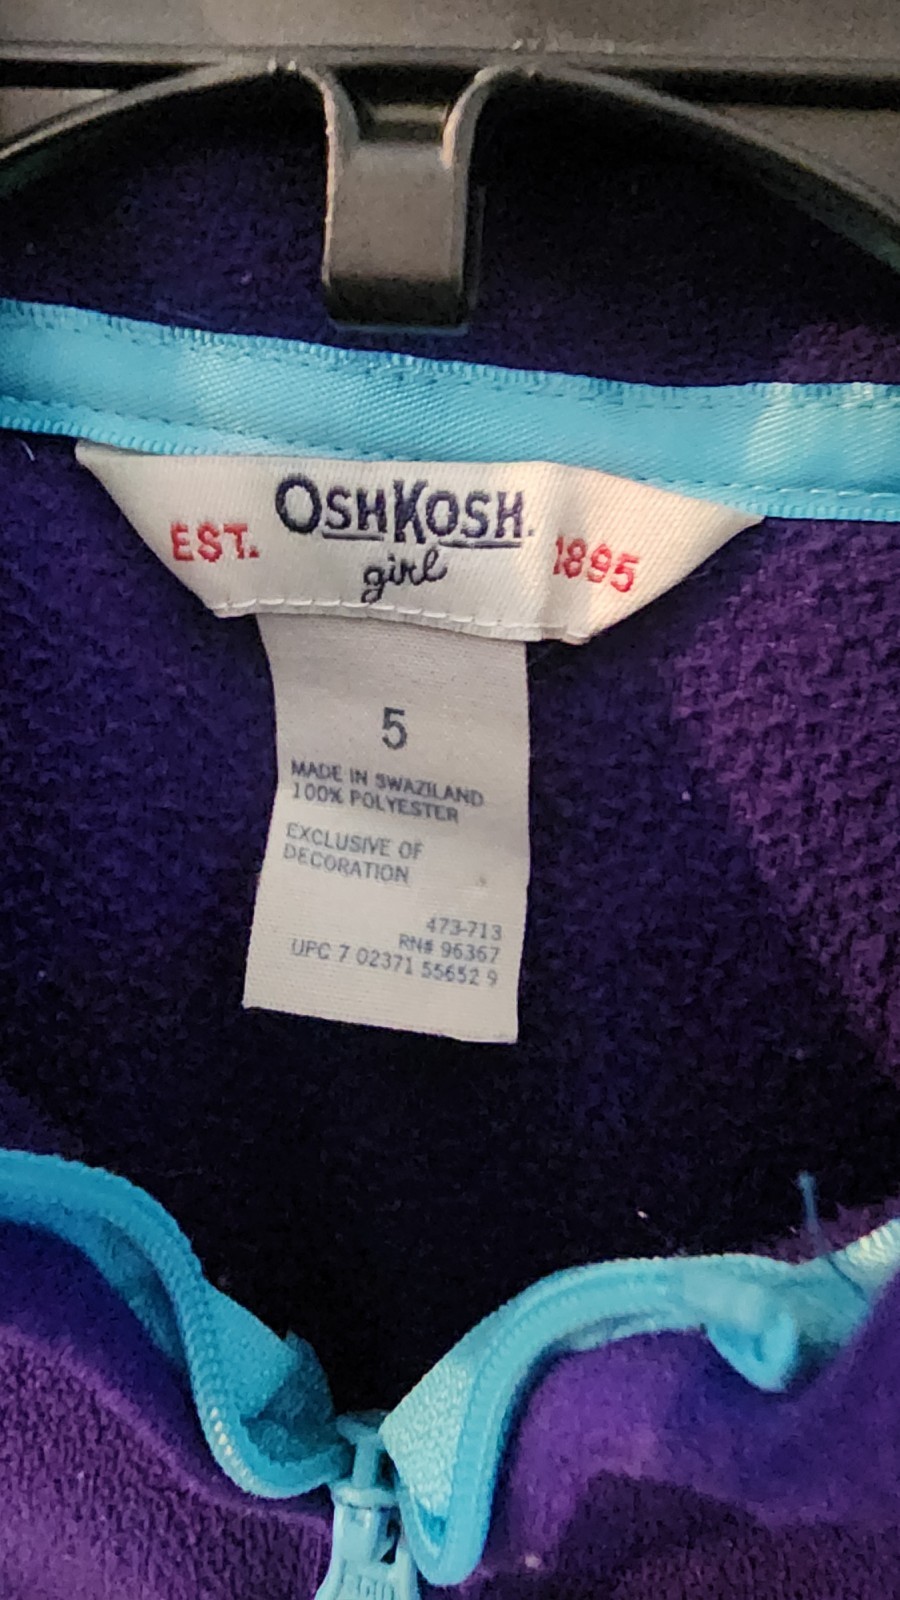 OSHKOSH.
EST. girl 1895
5
MADE IN SWAZILAND
100% POLYESTER
EXCLUSIVE OF
DECORATION
473-713
RN# 96367
UPC 7 02371 55652 9